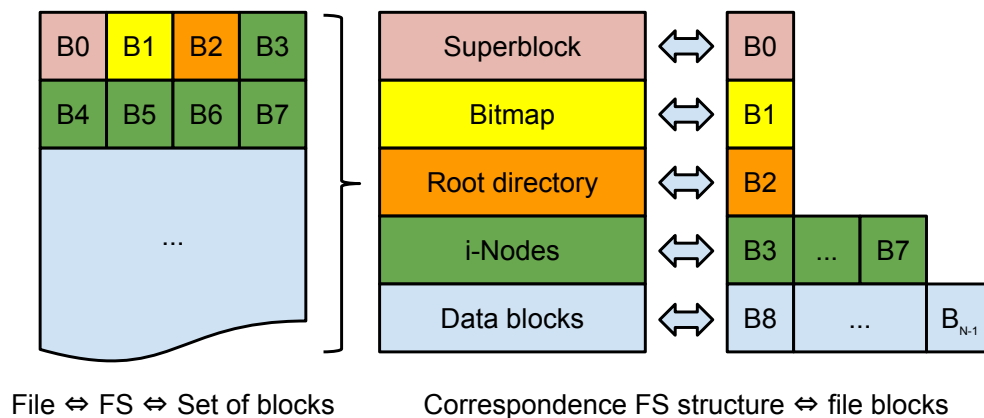 B0 B1 B2 B3
B4 B5 B6 B7
...
Superblock
Bitmap
Root directory
i-Nodes
Data blocks
B0
B1
B2
B3 ... B7
B8 ... B N-1
File ⇔ FS ⇔ Set of blocks
Correspondence FS structure ⇔ file blocks